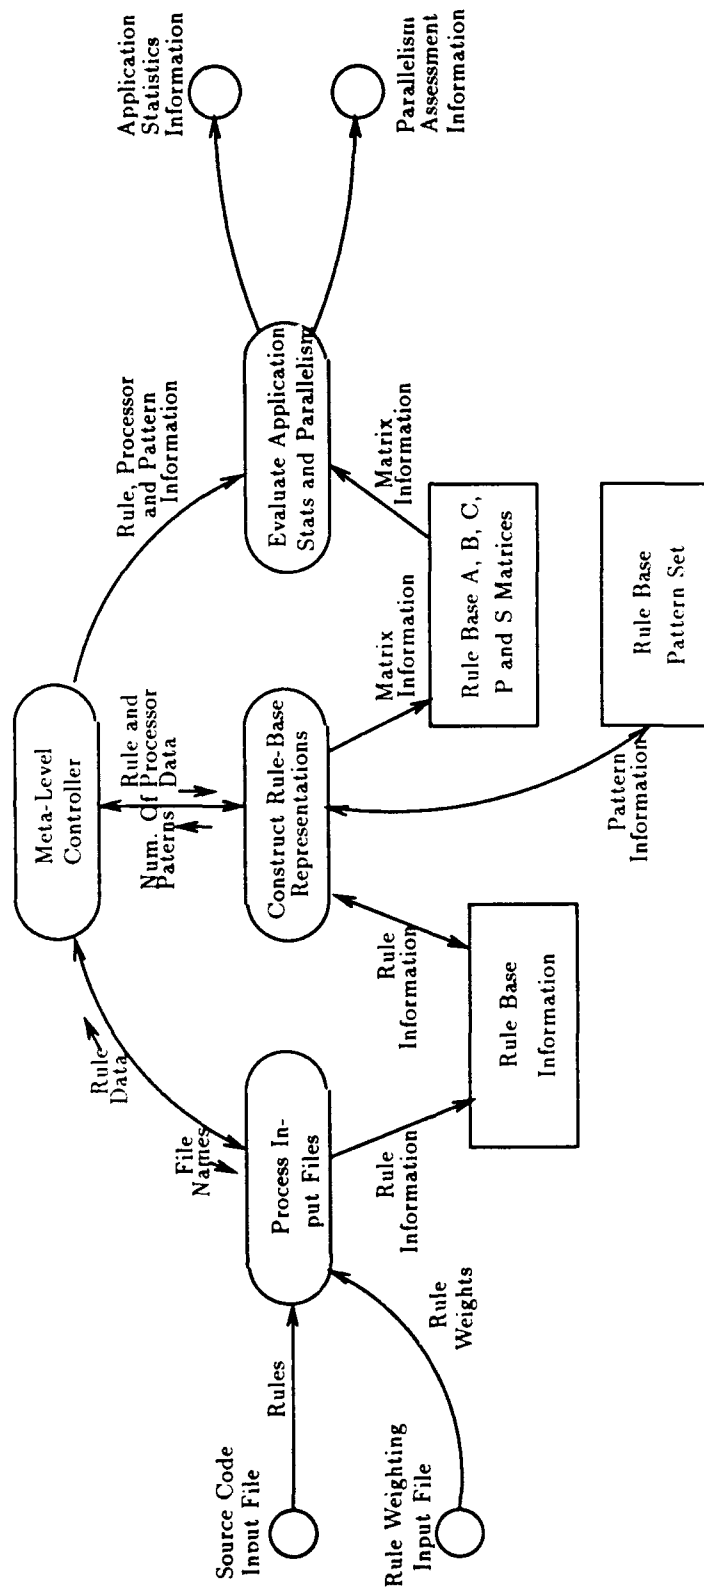 Source Code
Input File
Rule Weighting
Input File
Rules
Rule
Weights
File
Names
Process In-
put Files
Rule
Data
Rule
Information
Meta-Level
Controller
Rule Base
Information
Rule
Information
Num. Of
Paterns
Rule and
Processor
Data
Construct Rule-Base
Representations
Pattern
Information
Matrix
Information
Rule, Processor
and Pattern
Information
Rule Base A, B, C,
P and S Matrices
Rule Base
Pattern Set
Matrix
Information
Evaluate Application
Stats and Parallelism
Application
Statistics
Information
Parallelism
Assessment
Information